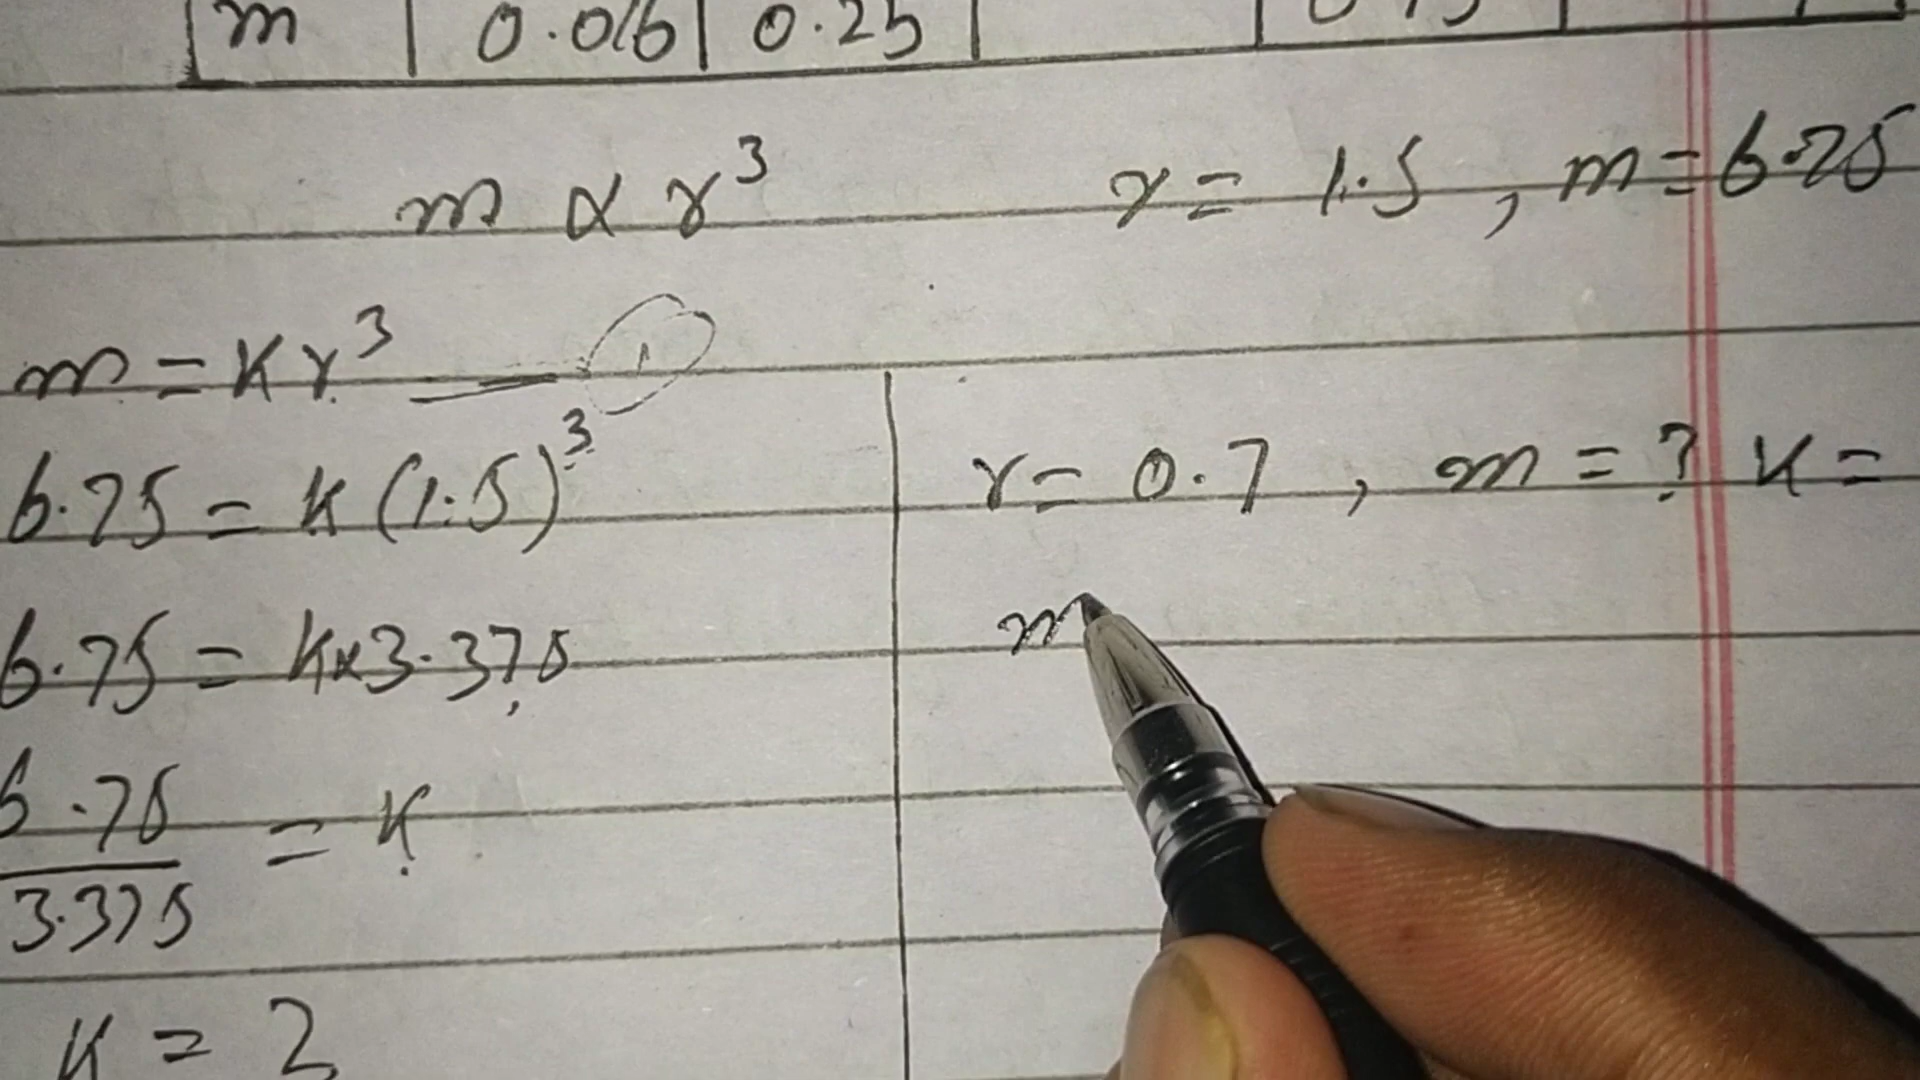 m 0.016 0.25
m ∝ r³ r = 1.5 , m = 6.75
m = Kr³ — 1
6.75 = K(1.5)³
r = 0.7 , m = ? K =
6.75 = K×3.375
m
6.75 / 3.375 = K
K = 2